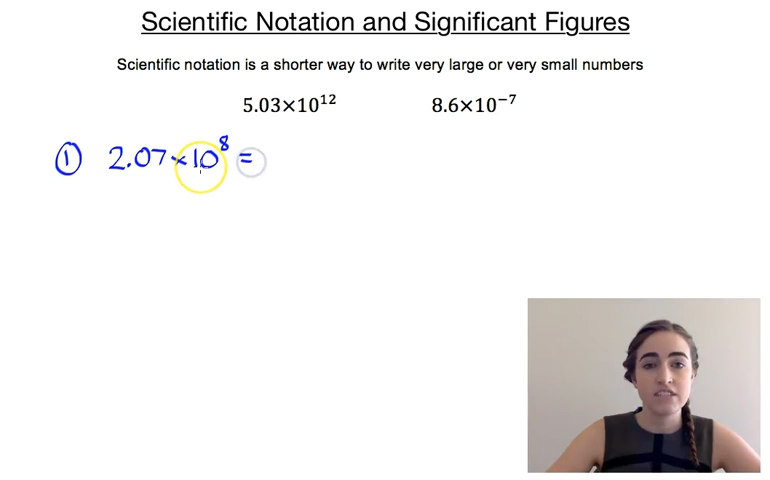 Scientific Notation and Significant Figures
Scientific notation is a shorter way to write very large or very small numbers
5.03×10¹² 8.6×10⁻⁷
① 2.07×10⁸ =